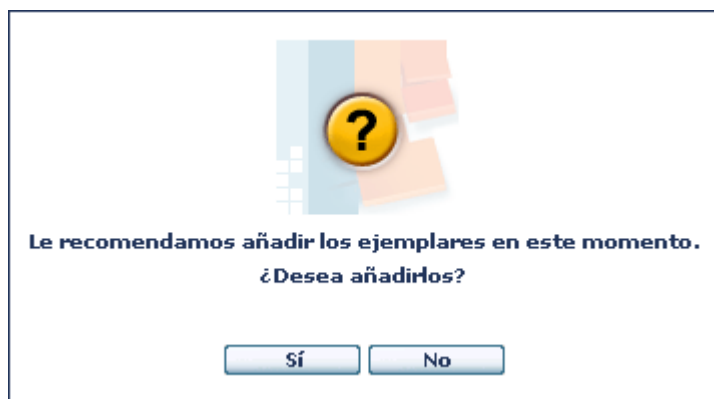 ?
Le recomendamos añadir los ejemplares en este momento.
¿Desea añadirlos?
Sí
No